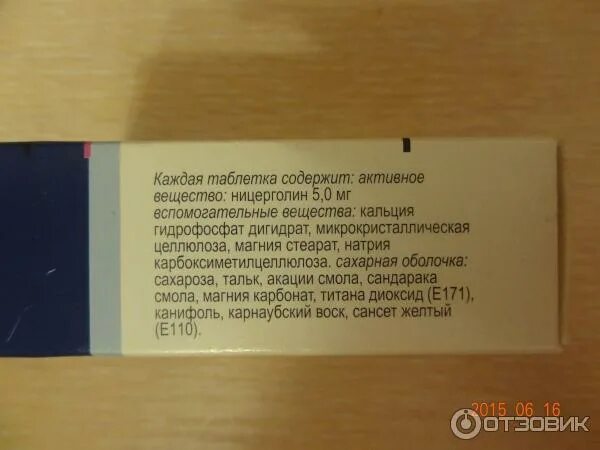 Каждая таблетка содержит: активное
вещество: ницерголин 5,0 мг
вспомогательные вещества: кальция
гидрофосфат дигидрат, микрокристаллическая
целлюлоза, магния стеарат, натрия
карбоксиметилцеллюлоза. сахарная оболочка:
сахароза, тальк, акации смола, сандарака
смола, магния карбонат, титана диоксид (Е171),
канифоль, карнаубский воск, сансет желтый
(Е110).
2015 06 16
ОТЗОВИК